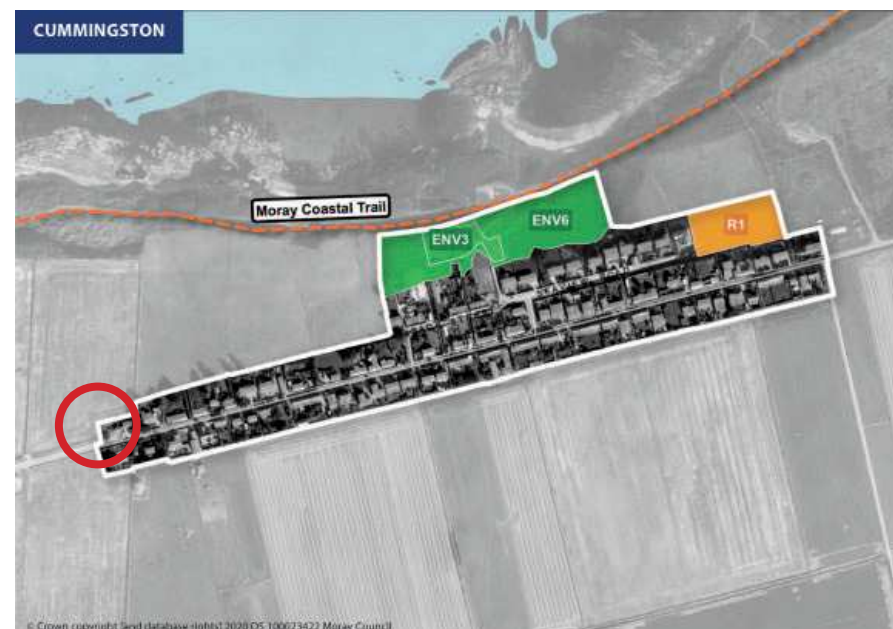 CUMMINGSTON
Moray Coastal Trail
ENV3
ENV6
R1
© Crown copyright [and database rights] 2020 OS 100023422 Moray Council